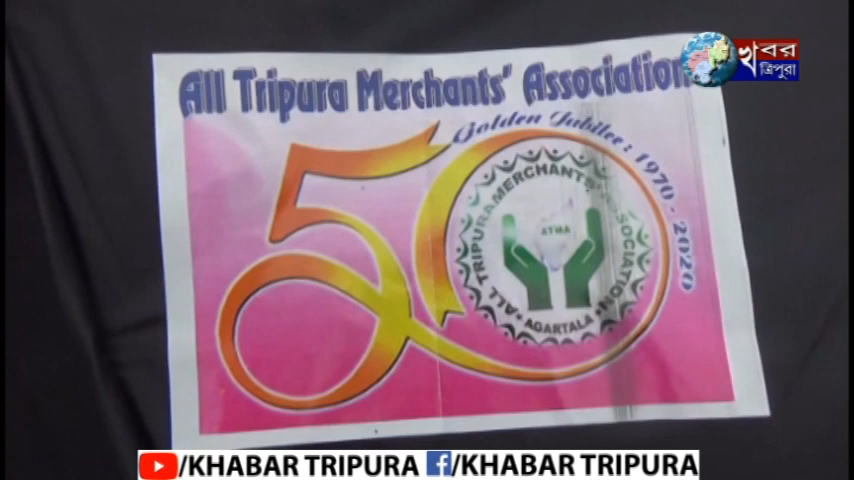 খবর
ত্রিপুরা
All Tripura Merchants' Association
Golden Jubilee : 1970 - 2020
50
ALL TRIPURA MERCHANTS' ASSOCIATION
ATMA
AGARTALA
/KHABAR TRIPURA /KHABAR TRIPURA